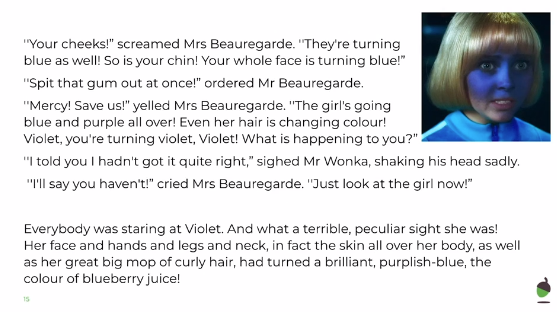 "Your cheeks!" screamed Mrs Beauregarde. "They're turning
blue as well! So is your chin! Your whole face is turning blue!"
"Spit that gum out at once!" ordered Mr Beauregarde.
"Mercy! Save us!" yelled Mrs Beauregarde. "The girl's going
blue and purple all over! Even her hair is changing colour!
Violet, you're turning violet, Violet! What is happening to you?"
"I told you I hadn't got it quite right," sighed Mr Wonka, shaking his head sadly.
"I'll say you haven't!" cried Mrs Beauregarde. "Just look at the girl now!"
Everybody was staring at Violet. And what a terrible, peculiar sight she was!
Her face and hands and legs and neck, in fact the skin all over her body, as well
as her great big mop of curly hair, had turned a brilliant, purplish-blue, the
colour of blueberry juice!
15